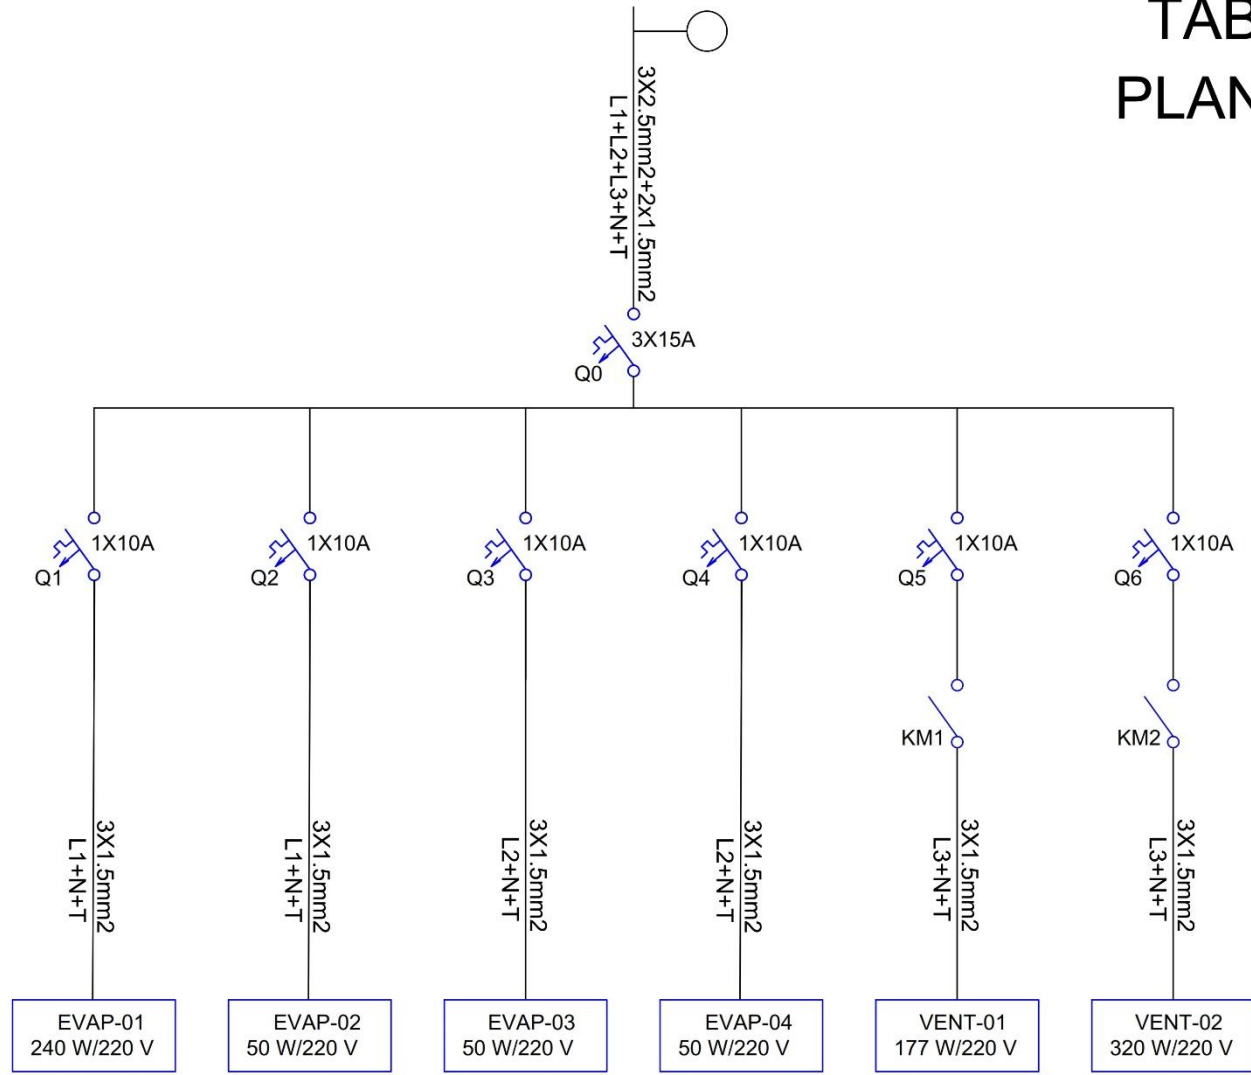 TAB
PLAN
3X2.5mm2+2x1.5mm2
L1+L2+L3+N+T
3X15A
Q0
1X10A
Q1
1X10A
Q2
1X10A
Q3
1X10A
Q4
1X10A
Q5
1X10A
Q6
KM1
KM2
3X1.5mm2
L1+N+T
3X1.5mm2
L1+N+T
3X1.5mm2
L2+N+T
3X1.5mm2
L2+N+T
3X1.5mm2
L3+N+T
3X1.5mm2
L3+N+T
EVAP-01
240 W/220 V
EVAP-02
50 W/220 V
EVAP-03
50 W/220 V
EVAP-04
50 W/220 V
VENT-01
177 W/220 V
VENT-02
320 W/220 V